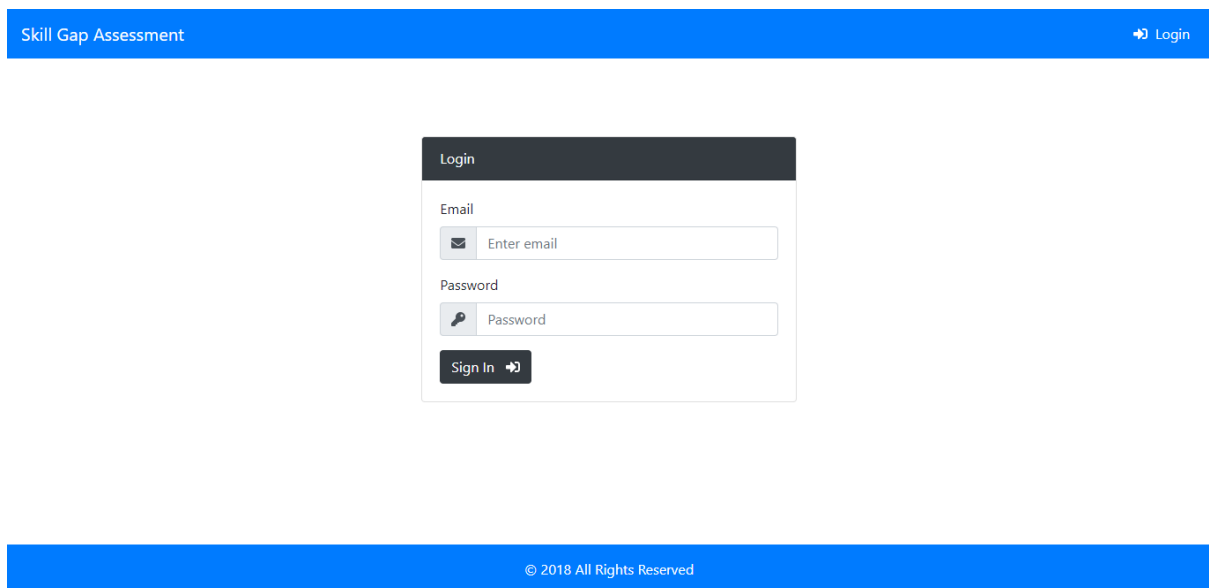 Skill Gap Assessment
Login
Login
Email
Enter email
Password
Password
Sign In
© 2018 All Rights Reserved